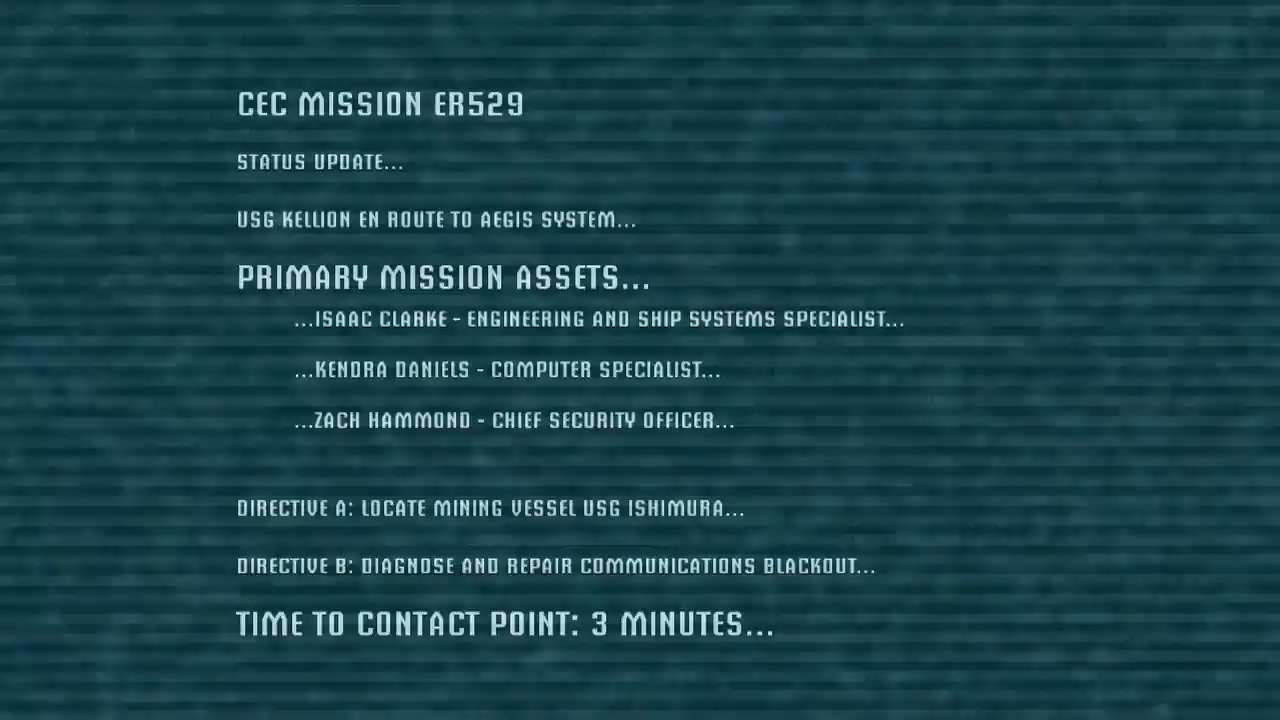 CEC MISSION ER529
STATUS UPDATE...
USG KELLION EN ROUTE TO AEGIS SYSTEM...
PRIMARY MISSION ASSETS...
...ISAAC CLARKE - ENGINEERING AND SHIP SYSTEMS SPECIALIST...
...KENDRA DANIELS - COMPUTER SPECIALIST...
...ZACH HAMMOND - CHIEF SECURITY OFFICER...
DIRECTIVE A: LOCATE MINING VESSEL USG ISHIMURA...
DIRECTIVE B: DIAGNOSE AND REPAIR COMMUNICATIONS BLACKOUT...
TIME TO CONTACT POINT: 3 MINUTES...